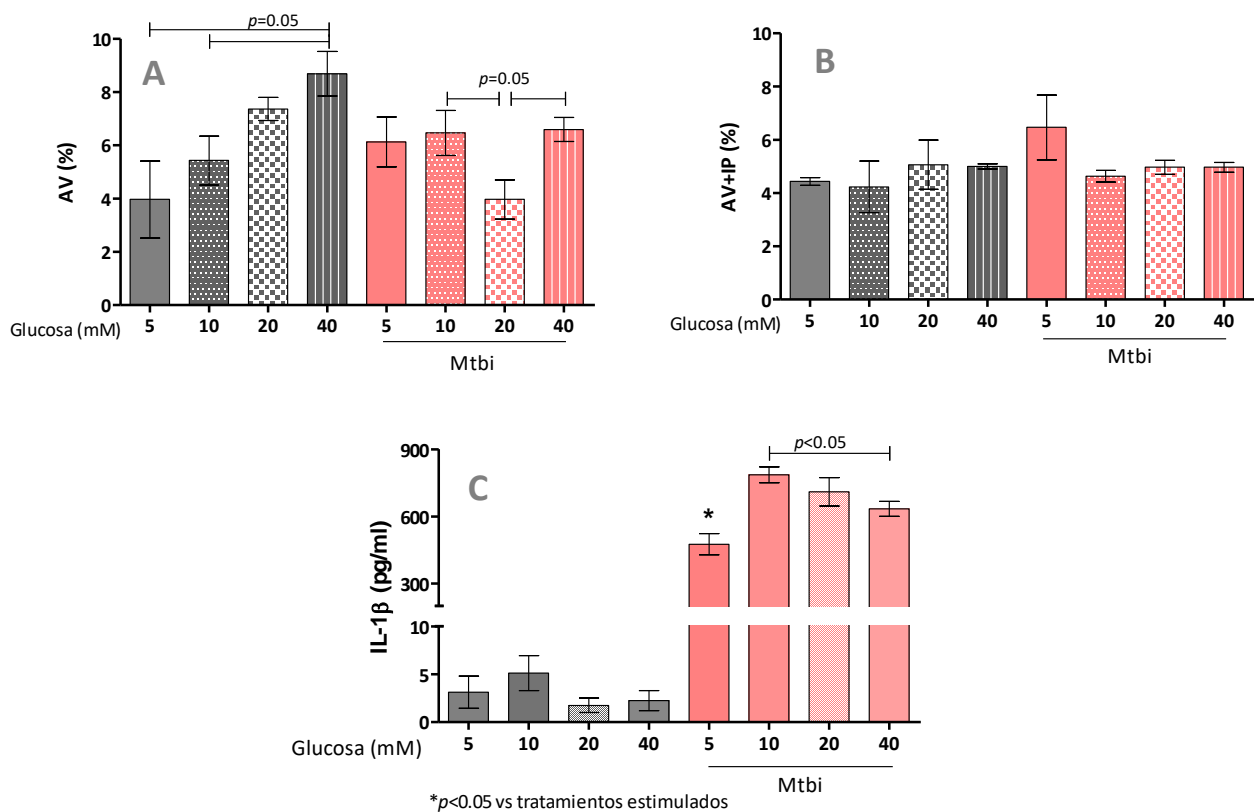 p=0.05
A
p=0.05
AV (%)
10
8
6
4
2
0
Glucosa (mM)
5 10 20 40 5 10 20 40
Mtbi
B
AV+IP (%)
10
8
6
4
2
0
Glucosa (mM)
5 10 20 40 5 10 20 40
Mtbi
p<0.05
C
*
IL-1β (pg/ml)
900
600
300
10
5
0
Glucosa (mM)
5 10 20 40 5 10 20 40
Mtbi
*p<0.05 vs tratamientos estimulados